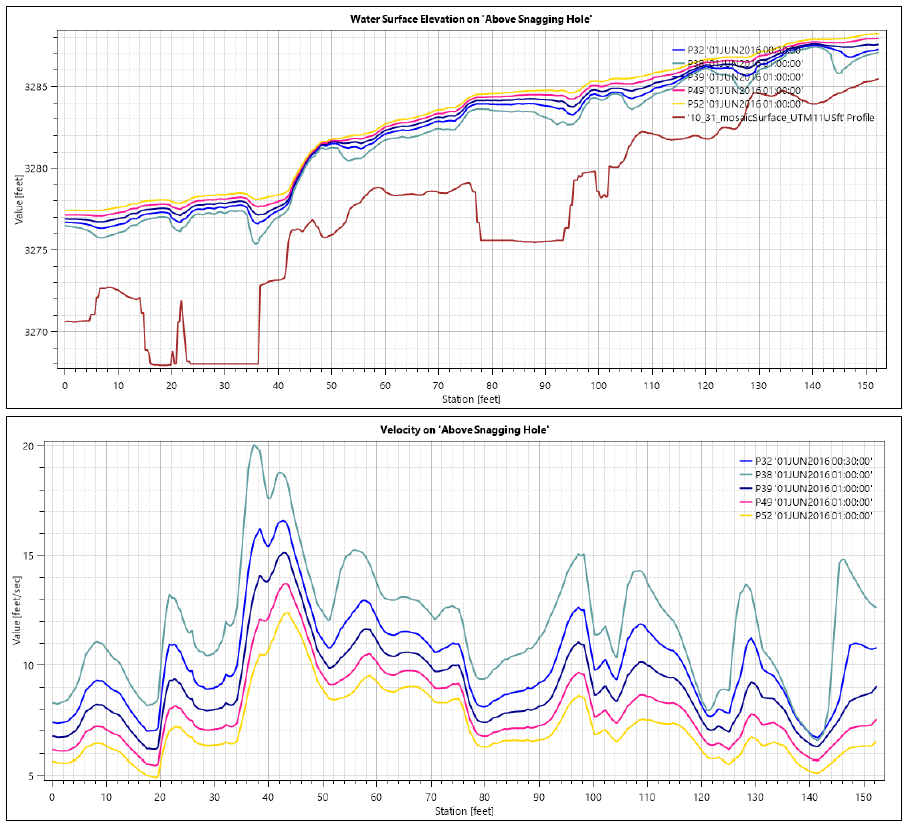 Water Surface Elevation on 'Above Snagging Hole'
P32 '01JUN2016 00:30:00'
P38 '01JUN2016 01:00:00'
P39 '01JUN2016 01:00:00'
P49 '01JUN2016 01:00:00'
P52 '01JUN2016 01:00:00'
'10_31_mosaicSurface_UTM11USft' Profile
3285
3280
3275
3270
Value [feet]
0 10 20 30 40 50 60 70 80 90 100 110 120 130 140 150
Station [feet]
Velocity on 'Above Snagging Hole'
P32 '01JUN2016 00:30:00'
P38 '01JUN2016 01:00:00'
P39 '01JUN2016 01:00:00'
P49 '01JUN2016 01:00:00'
P52 '01JUN2016 01:00:00'
20
15
10
5
Value [feet/sec]
0 10 20 30 40 50 60 70 80 90 100 110 120 130 140 150
Station [feet]